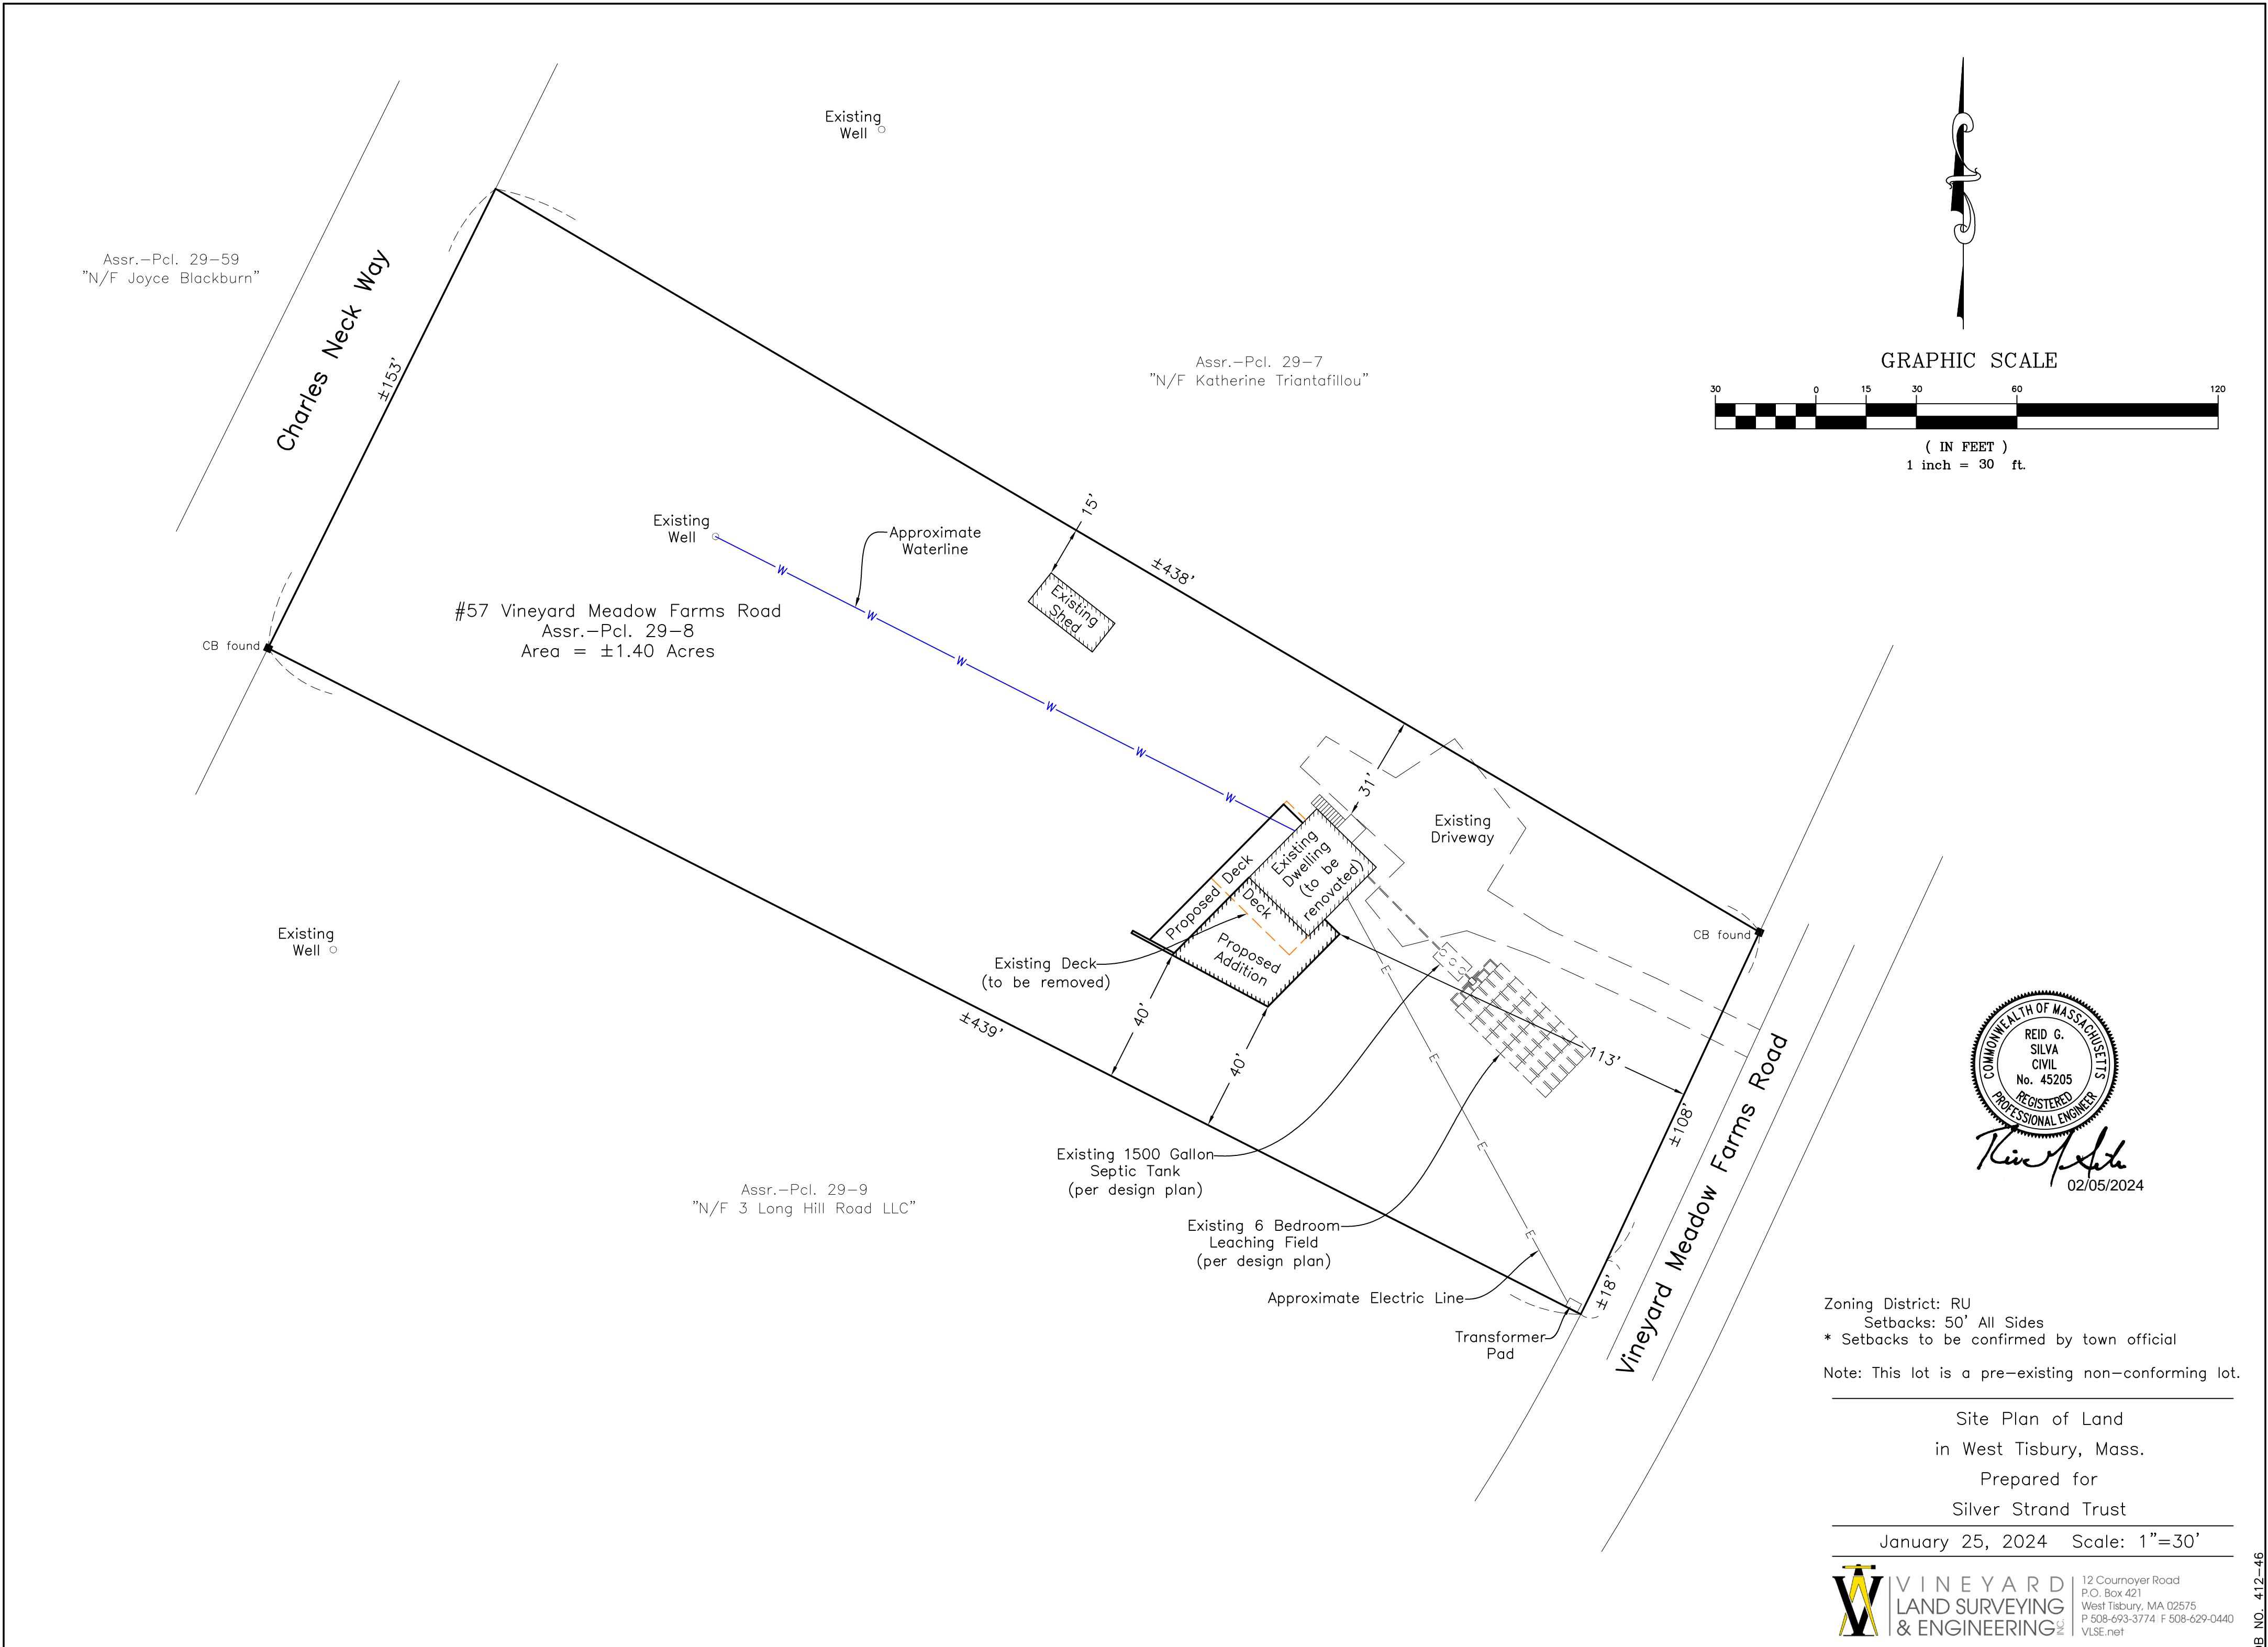 Existing
Well
Assr.-Pcl. 29-59
"N/F Joyce Blackburn"
Charles Neck Way
±153'
Assr.-Pcl. 29-7
"N/F Katherine Triantafillou"
GRAPHIC SCALE
30 0 15 30 60 120
( IN FEET )
1 inch = 30 ft.
Existing
Well
Approximate
Waterline
15'
±438'
Existing
Shed
W W W W W W
#57 Vineyard Meadow Farms Road
Assr.-Pcl. 29-8
Area = ±1.40 Acres
CB found
31'
Existing
Driveway
Existing
Dwelling
(to be
renovated)
Proposed Deck
Deck
Proposed
Addition
Existing Deck
(to be removed)
CB found
Existing
Well
±439'
40'
40'
E E E E
113'
±108'
±18'
Vineyard Meadow Farms Road
Existing 1500 Gallon
Septic Tank
(per design plan)
Existing 6 Bedroom
Leaching Field
(per design plan)
Approximate Electric Line
Transformer
Pad
Assr.-Pcl. 29-9
"N/F 3 Long Hill Road LLC"
COMMONWEALTH OF MASSACHUSETTS
REID G.
SILVA
CIVIL
No. 45205
REGISTERED
PROFESSIONAL ENGINEER
02/05/2024
Zoning District: RU
Setbacks: 50' All Sides
* Setbacks to be confirmed by town official
Note: This lot is a pre-existing non-conforming lot.
Site Plan of Land
in West Tisbury, Mass.
Prepared for
Silver Strand Trust
January 25, 2024 Scale: 1"=30'
VINEYARD
LAND SURVEYING
& ENGINEERING INC.
12 Cournoyer Road
P.O. Box 421
West Tisbury, MA 02575
P 508-693-3774 F 508-629-0440
VLSE.net
NO. 412-46